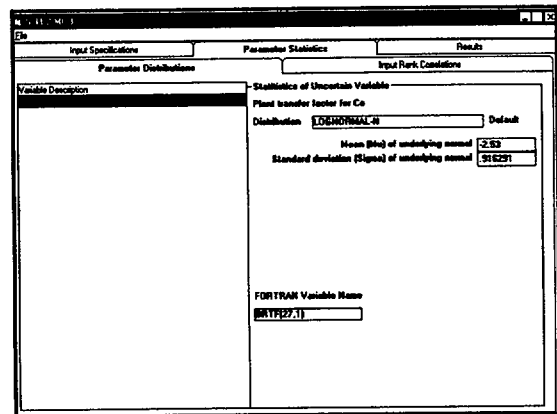 File
Input Specifications
Parameter Statistics
Results
Parameter Distributions
Input Rank Correlations
Variable Description
Statistics of Uncertain Variable
Plant transfer factor for Co
Distribution LOGNORMAL-N Default
Mean (Mu) of underlying normal -2.53
Standard deviation (Sigma) of underlying normal .916291
FORTRAN Variable Name
BRTF(27,1)